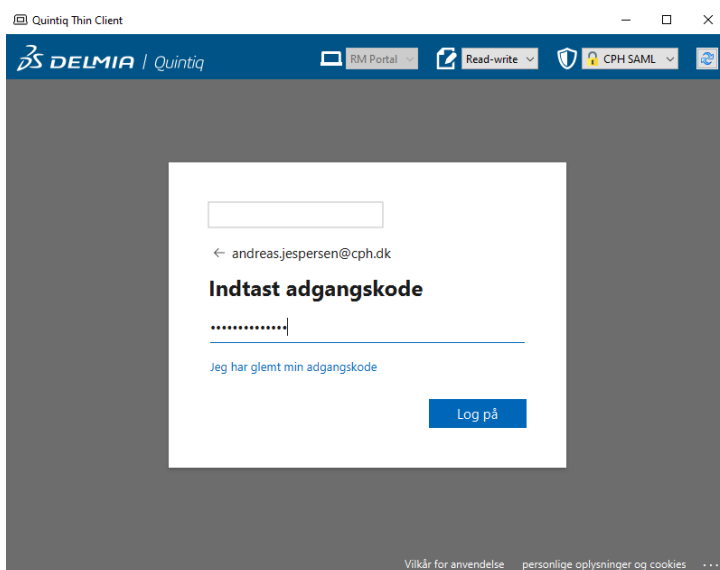 Quintiq Thin Client
DELMIA | Quintiq RM Portal Read-write CPH SAML
← andreas.jespersen@cph.dk
Indtast adgangskode
••••••••••••••
Jeg har glemt min adgangskode
Log på
Vilkår for anvendelse personlige oplysninger og cookies ...